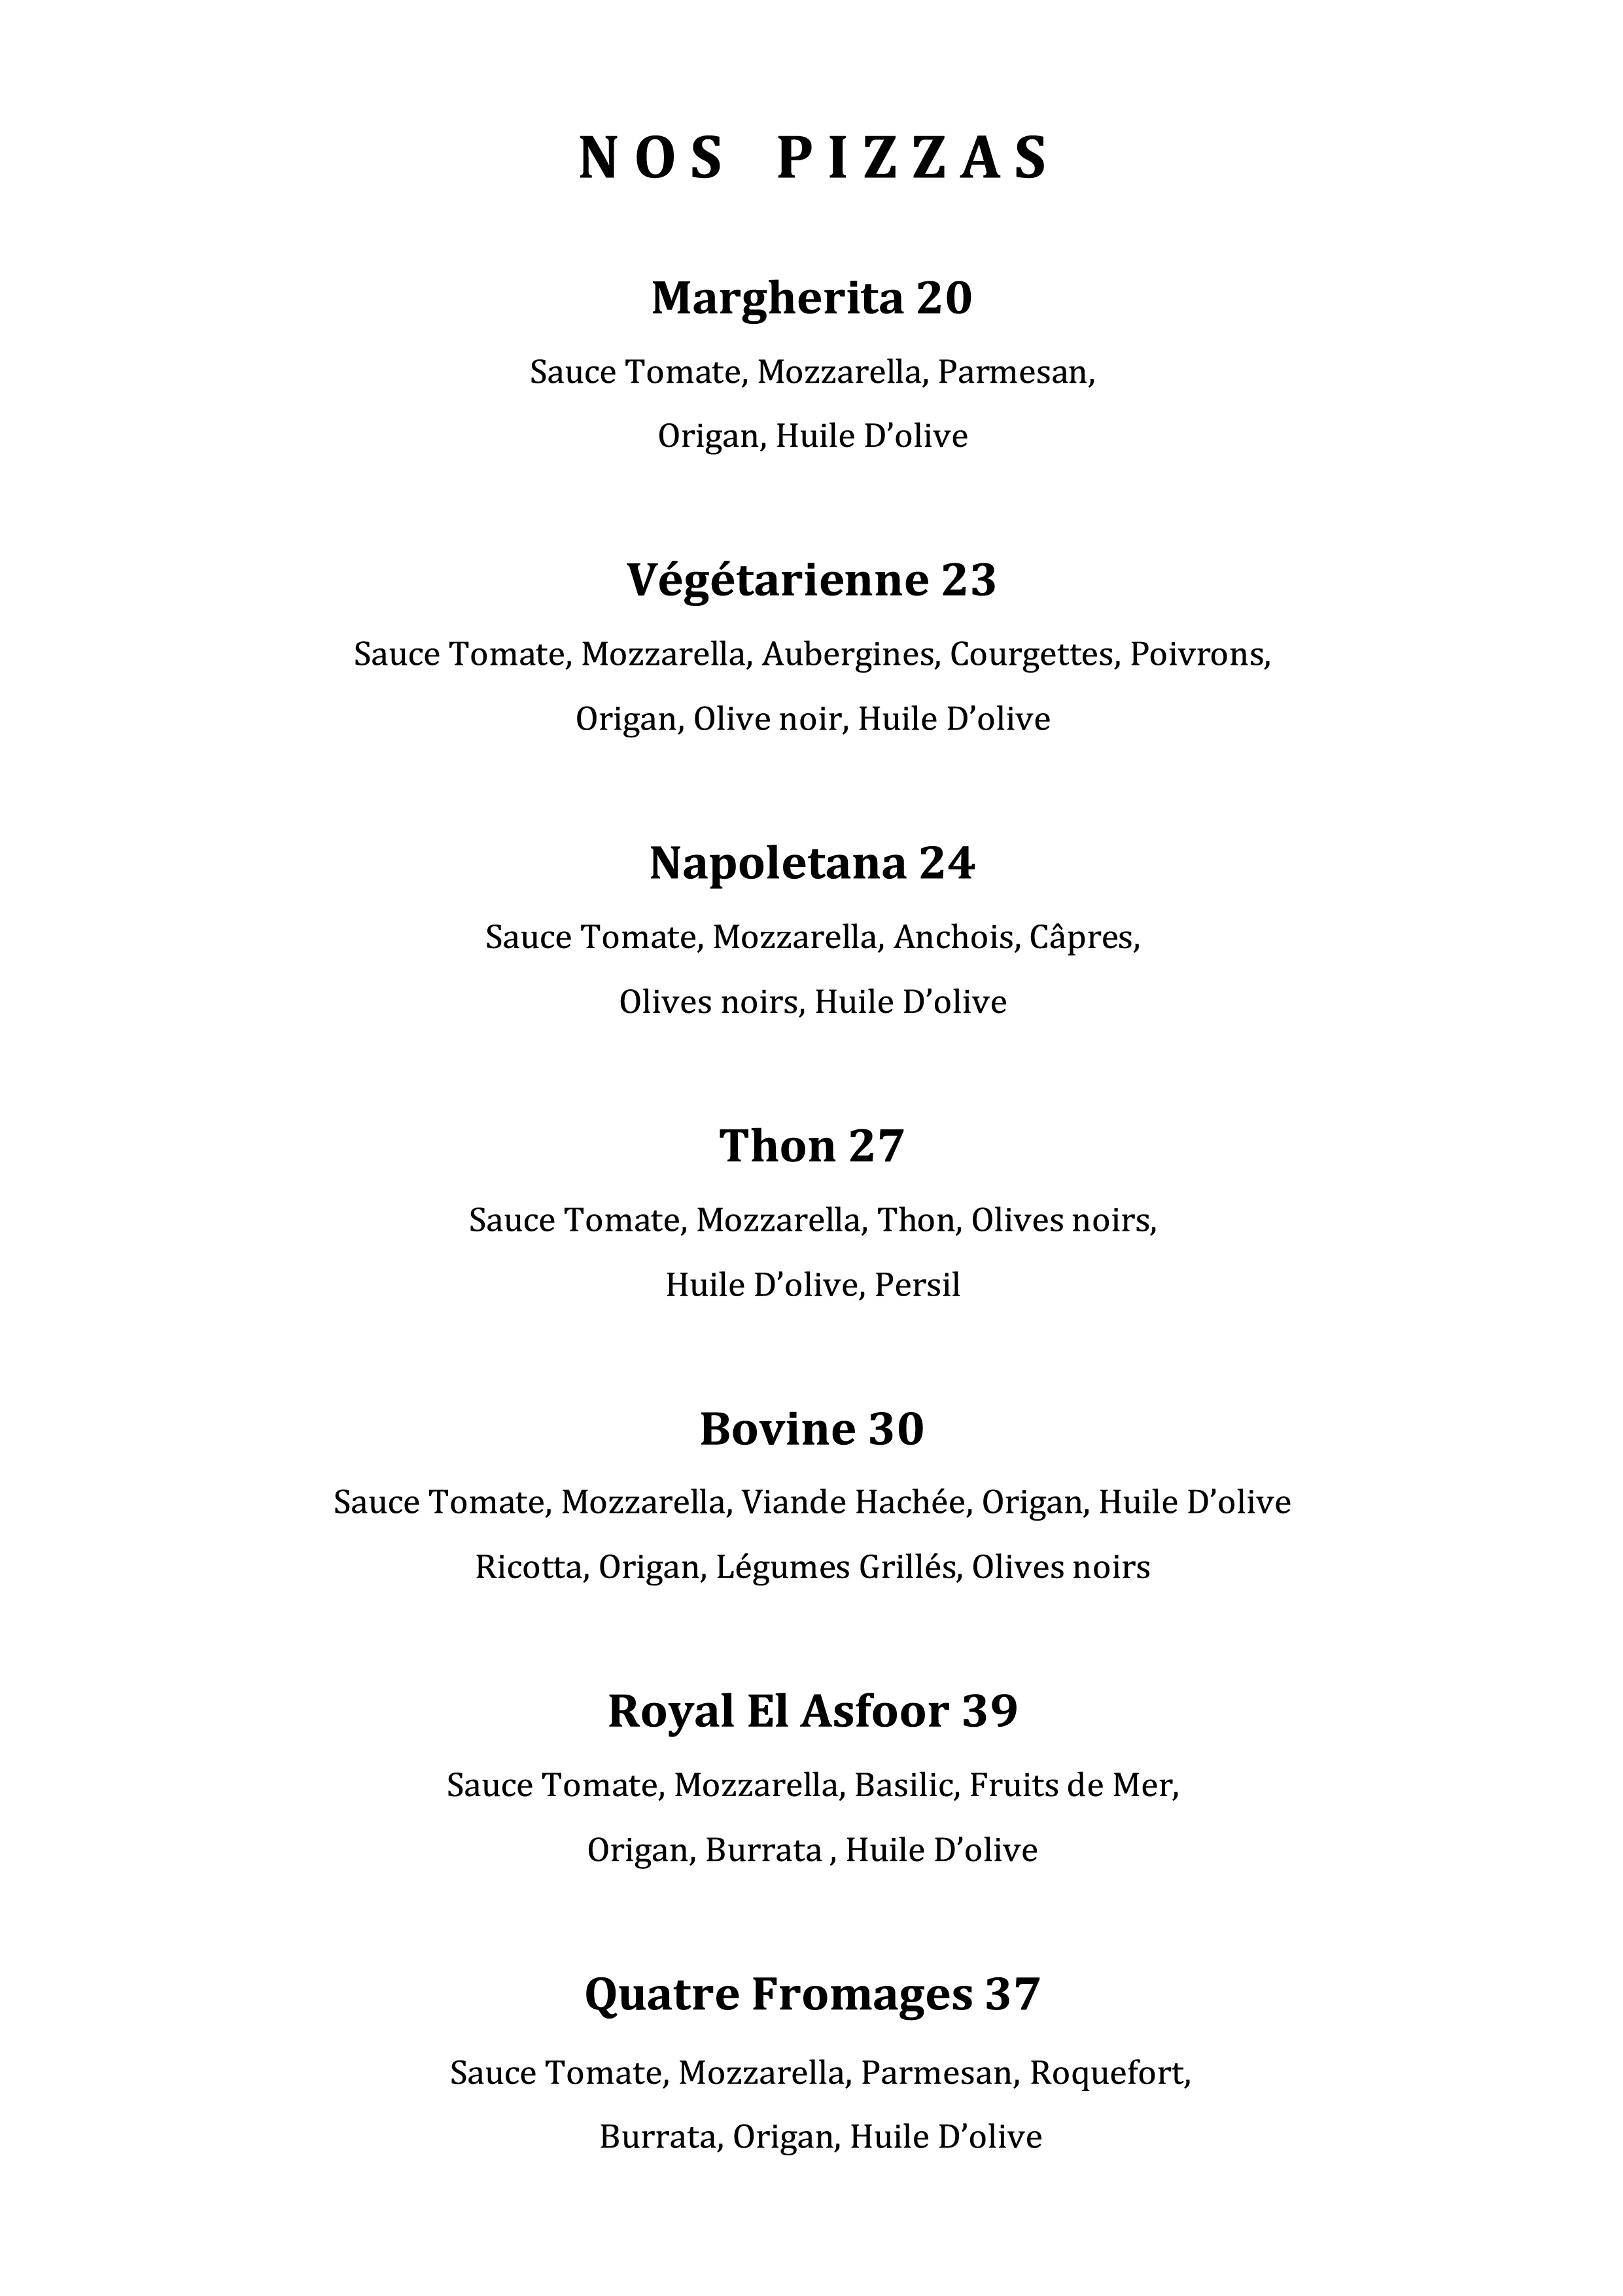 NOS PIZZAS
Margherita 20
Sauce Tomate, Mozzarella, Parmesan,
Origan, Huile D’olive
Végétarienne 23
Sauce Tomate, Mozzarella, Aubergines, Courgettes, Poivrons,
Origan, Olive noir, Huile D’olive
Napoletana 24
Sauce Tomate, Mozzarella, Anchois, Câpres,
Olives noirs, Huile D’olive
Thon 27
Sauce Tomate, Mozzarella, Thon, Olives noirs,
Huile D’olive, Persil
Bovine 30
Sauce Tomate, Mozzarella, Viande Hachée, Origan, Huile D’olive
Ricotta, Origan, Légumes Grillés, Olives noirs
Royal El Asfoor 39
Sauce Tomate, Mozzarella, Basilic, Fruits de Mer,
Origan, Burrata , Huile D’olive
Quatre Fromages 37
Sauce Tomate, Mozzarella, Parmesan, Roquefort,
Burrata, Origan, Huile D’olive